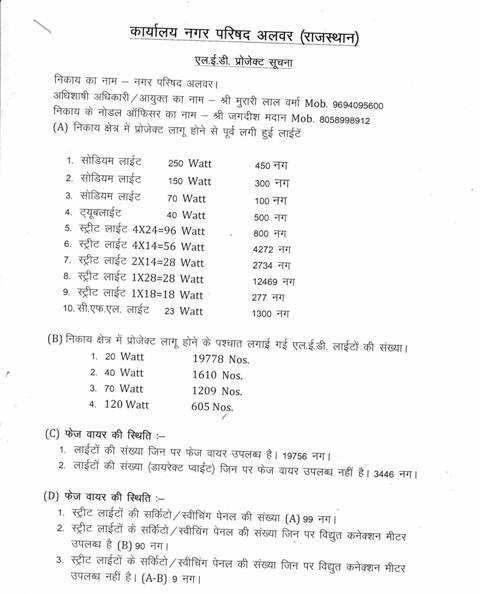 कार्यालय नगर परिषद अलवर (राजस्थान)
एल.ई.डी. प्रोजेक्ट सूचना
निकाय का नाम – नगर परिषद अलवर।
अधिशाषी अधिकारी/आयुक्त का नाम – श्री मुरारी लाल वर्मा Mob. 9694095600
निकाय के नोडल ऑफिसर का नाम – श्री जगदीश मदान Mob. 8058998912
(A) निकाय क्षेत्र में प्रोजेक्ट लागू होने से पूर्व लगी हुई लाईटें
1. सोडियम लाईट 250 Watt 450 नग
2. सोडियम लाईट 150 Watt 300 नग
3. सोडियम लाईट 70 Watt 100 नग
4. ट्यूबलाईट 40 Watt 500 नग
5. स्ट्रीट लाईट 4X24=96 Watt 800 नग
6. स्ट्रीट लाईट 4X14=56 Watt 4272 नग
7. स्ट्रीट लाईट 2X14=28 Watt 2734 नग
8. स्ट्रीट लाईट 1X28=28 Watt 12469 नग
9. स्ट्रीट लाईट 1X18=18 Watt 277 नग
10. सी.एफ.एल. लाईट 23 Watt 1300 नग
(B) निकाय क्षेत्र में प्रोजेक्ट लागू होने के पश्चात लगाई गई एल.ई.डी. लाईटों की संख्या।
1. 20 Watt 19778 Nos.
2. 40 Watt 1610 Nos.
3. 70 Watt 1209 Nos.
4. 120 Watt 605 Nos.
(C) फेज वायर की स्थिति :–
1. लाईटों की संख्या जिन पर फेज वायर उपलब्ध है। 19756 नग।
2. लाईटों की संख्या (डायरेक्ट प्वाईंट) जिन पर फेज वायर उपलब्ध नहीं है। 3446 नग।
(D) फेज वायर की स्थिति :–
1. स्ट्रीट लाईटों की सर्किटो/स्वीचिंग पेनल की संख्या (A) 99 नग।
2. स्ट्रीट लाईटों के सर्किटो/स्वीचिंग पेनल की संख्या जिन पर विद्युत कनेक्शन मीटर
उपलब्ध है (B) 90 नग।
3. स्ट्रीट लाईटों के सर्किटो/स्वीचिंग पेनल की संख्या जिन पर विद्युत कनेक्शन मीटर
उपलब्ध नहीं है। (A-B) 9 नग।